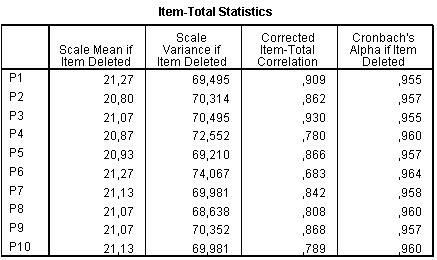 Item-Total Statistics
Scale Mean if Item Deleted	Scale Variance if Item Deleted	Corrected Item-Total Correlation	Cronbach's Alpha if Item Deleted
P1	21,27	69,495	,909	,955
P2	20,80	70,314	,862	,957
P3	21,07	70,495	,930	,955
P4	20,87	72,552	,780	,960
P5	20,93	69,210	,866	,957
P6	21,27	74,067	,683	,964
P7	21,13	69,981	,842	,958
P8	21,07	68,638	,808	,960
P9	21,07	70,352	,868	,957
P10	21,13	69,981	,789	,960